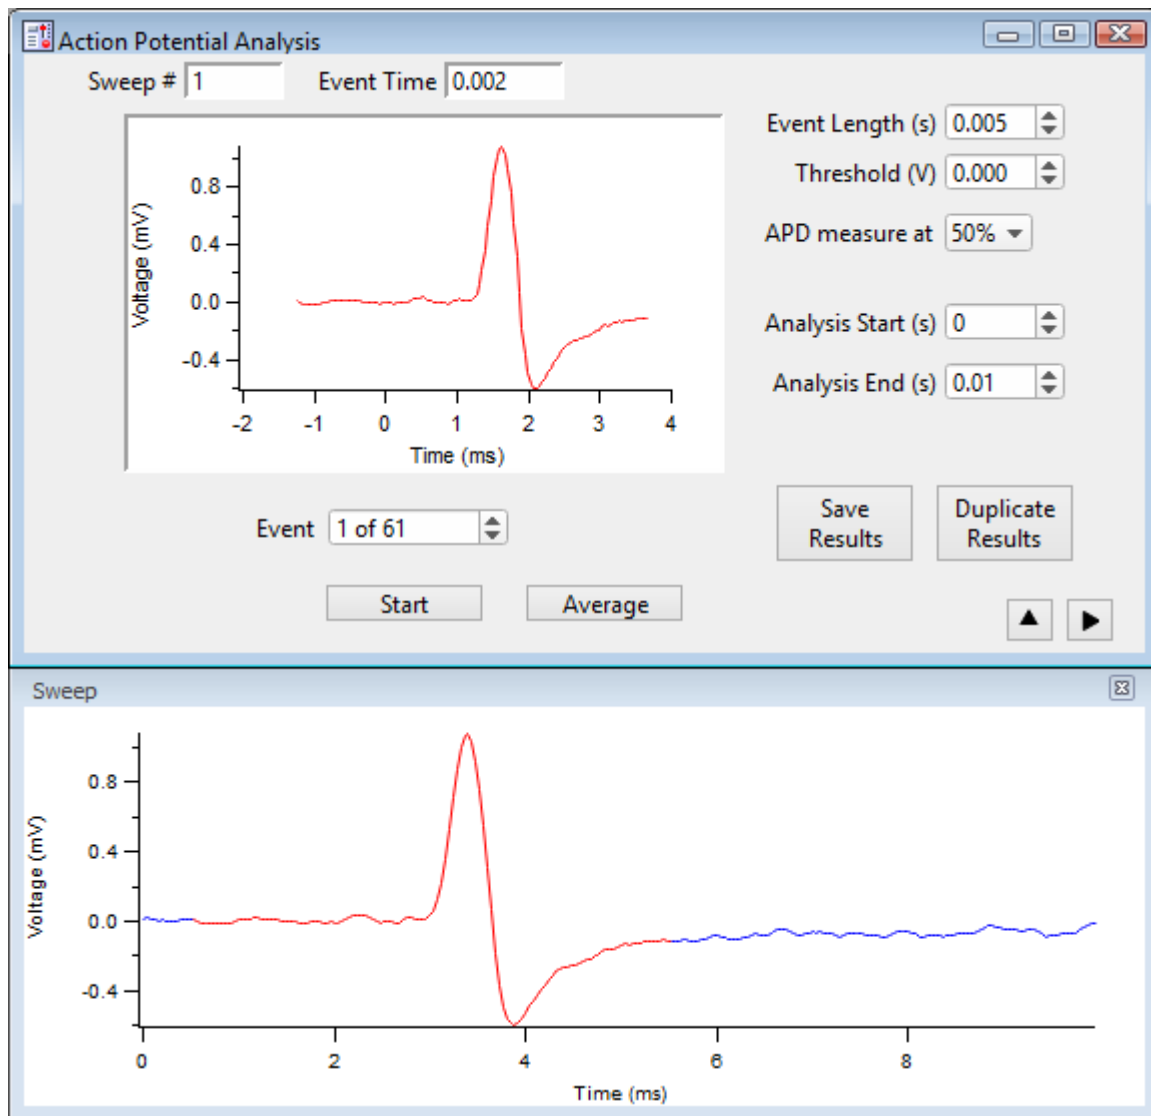 Action Potential Analysis
Sweep # 1 Event Time 0.002
Event Length (s) 0.005
Threshold (V) 0.000
APD measure at 50%
Analysis Start (s) 0
Analysis End (s) 0.01
Voltage (mV)
0.8
0.4
0.0
-0.4
-2 -1 0 1 2 3 4
Time (ms)
Event 1 of 61
Save
Results
Duplicate
Results
Start Average
Sweep
Voltage (mV)
0.8
0.4
0.0
-0.4
0 2 4 6 8
Time (ms)